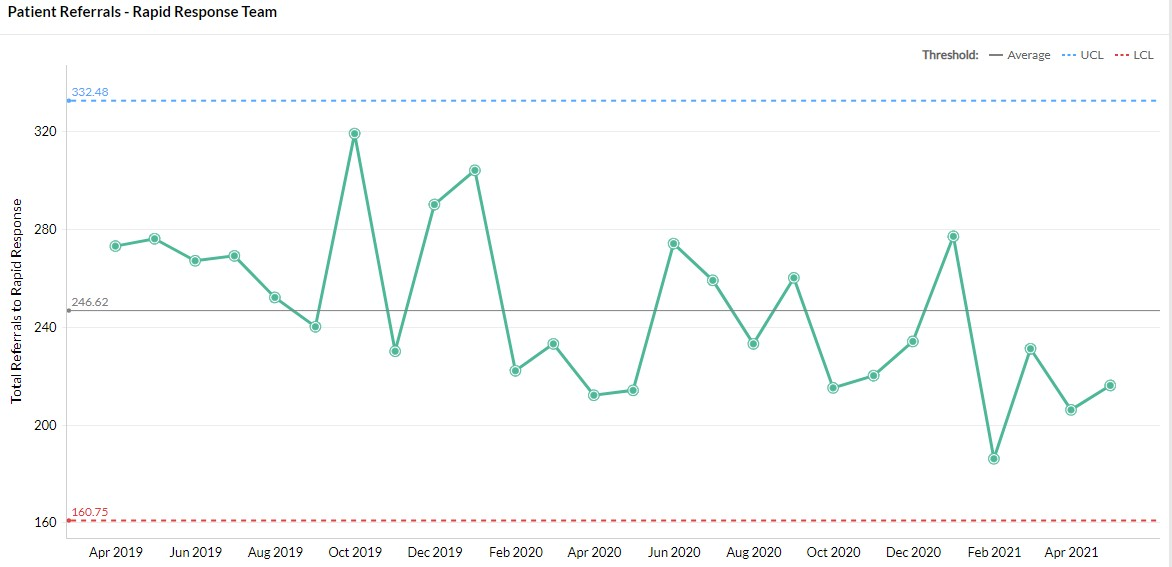 Patient Referrals - Rapid Response Team
Threshold: Average UCL LCL
332.48
320
280
246.62
240
200
160.75
160
Total Referrals to Rapid Response
Apr 2019 Jun 2019 Aug 2019 Oct 2019 Dec 2019 Feb 2020 Apr 2020 Jun 2020 Aug 2020 Oct 2020 Dec 2020 Feb 2021 Apr 2021